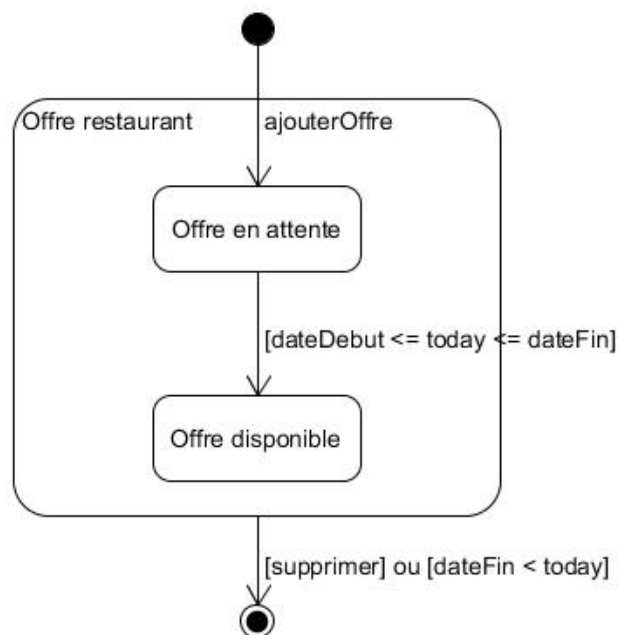 Offre restaurant
ajouterOffre
Offre en attente
[dateDebut <= today <= dateFin]
Offre disponible
[supprimer] ou [dateFin < today]